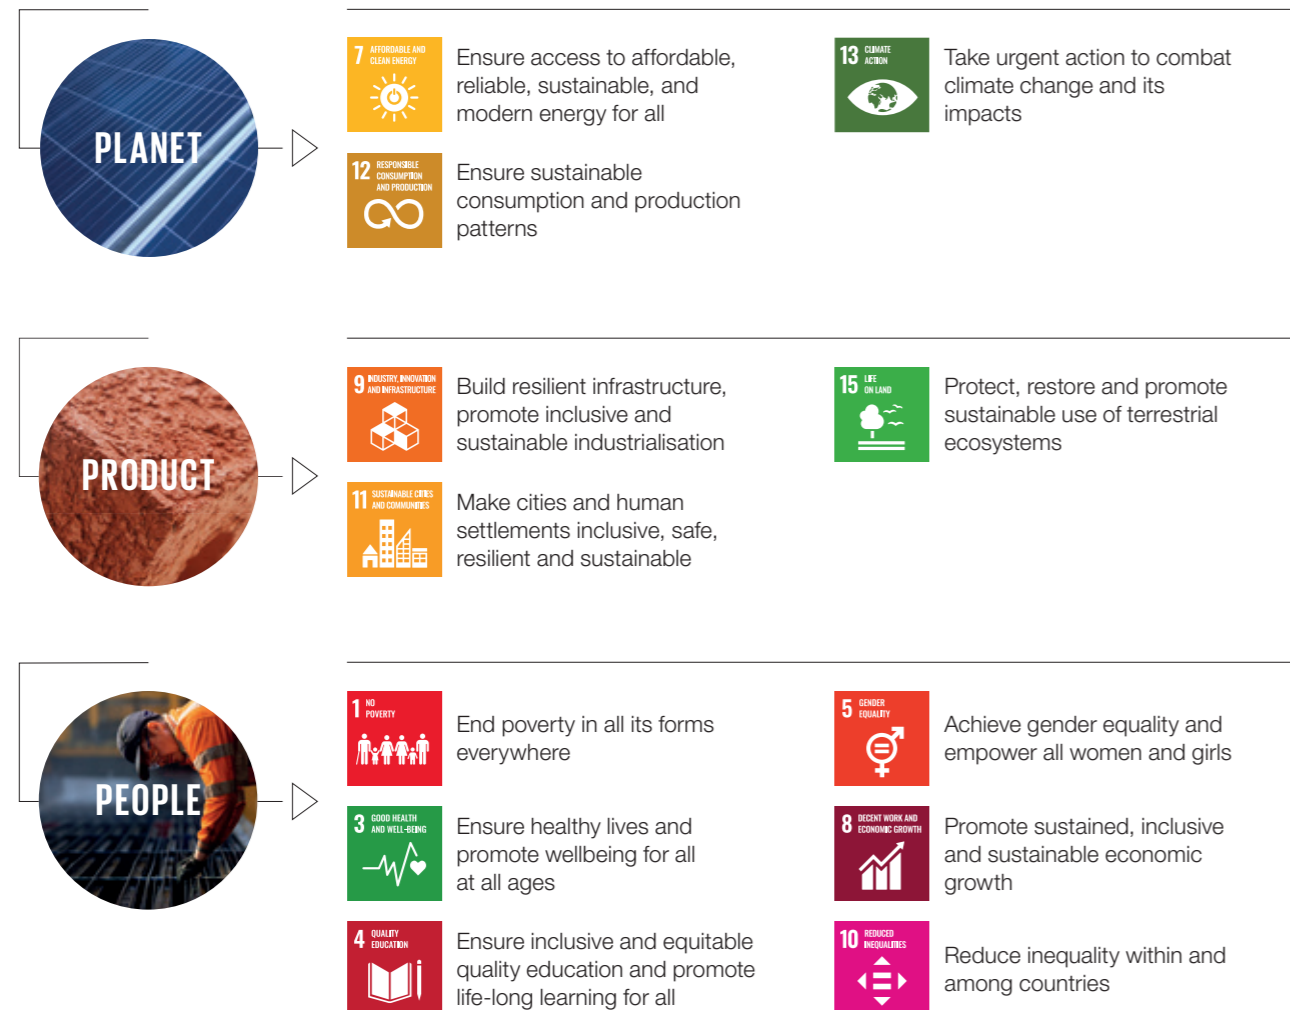 PLANET
7 AFFORDABLE AND
CLEAN ENERGY
Ensure access to affordable,
reliable, sustainable, and
modern energy for all
13 CLIMATE
ACTION
Take urgent action to combat
climate change and its
impacts
12 RESPONSIBLE
CONSUMPTION
AND PRODUCTION
Ensure sustainable
consumption and production
patterns
PRODUCT
9 INDUSTRY, INNOVATION
AND INFRASTRUCTURE
Build resilient infrastructure,
promote inclusive and
sustainable industrialisation
15 LIFE
ON LAND
Protect, restore and promote
sustainable use of terrestrial
ecosystems
11 SUSTAINABLE CITIES
AND COMMUNITIES
Make cities and human
settlements inclusive, safe,
resilient and sustainable
PEOPLE
1 NO
POVERTY
End poverty in all its forms
everywhere
5 GENDER
EQUALITY
Achieve gender equality and
empower all women and girls
3 GOOD HEALTH
AND WELL-BEING
Ensure healthy lives and
promote wellbeing for all
at all ages
8 DECENT WORK AND
ECONOMIC GROWTH
Promote sustained, inclusive
and sustainable economic
growth
4 QUALITY
EDUCATION
Ensure inclusive and equitable
quality education and promote
life-long learning for all
10 REDUCED
INEQUALITIES
Reduce inequality within and
among countries